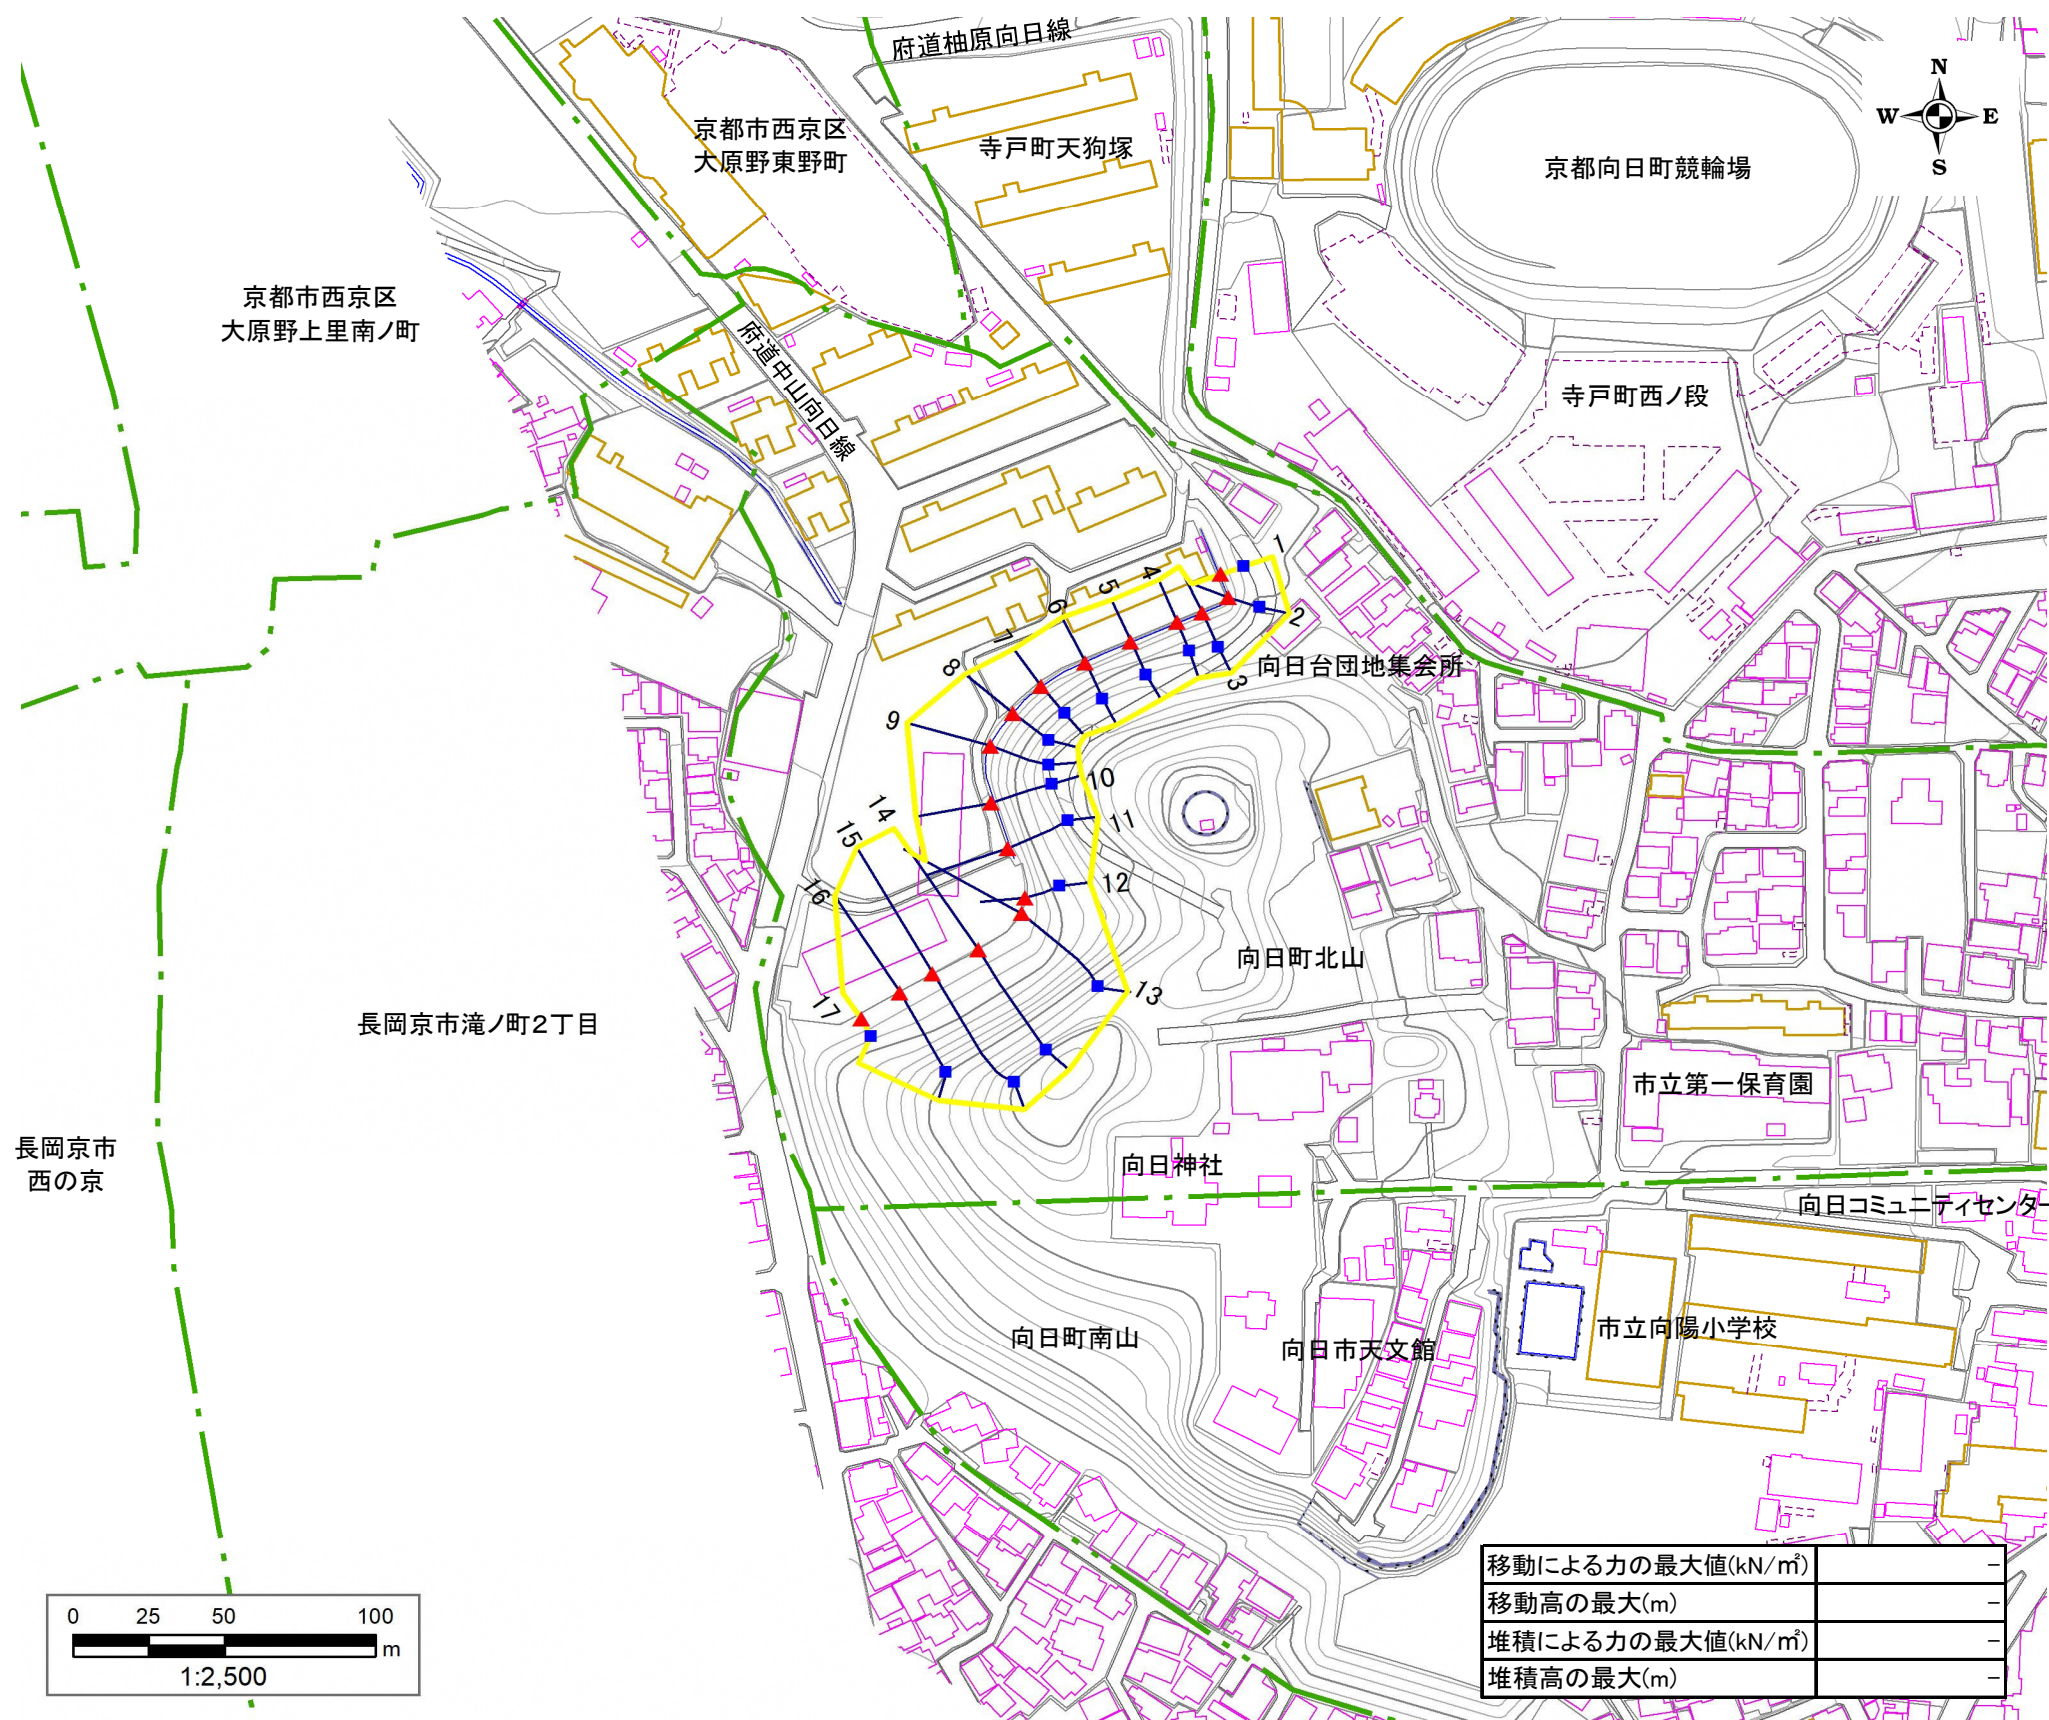 府道柚原向日線
N
W
E
S
京都市西京区
大原野東野町
寺戸町天狗塚
京都向日町競輪場
京都市西京区
大原野上里南ノ町
府道中山向日線
寺戸町西ノ段
1
2
3
4
5
6
7
8
9
10
11
12
13
14
15
16
17
向日台団地集会所
向日町北山
長岡京市滝ノ町2丁目
市立第一保育園
長岡京市
西の京
向日神社
向日コミュニティセンター
向日町南山
向日市天文館
市立向陽小学校
移動による力の最大値(kN/㎡) -
移動高の最大(m) -
堆積による力の最大値(kN/㎡) -
堆積高の最大(m) -
0 25 50 100
m
1:2,500